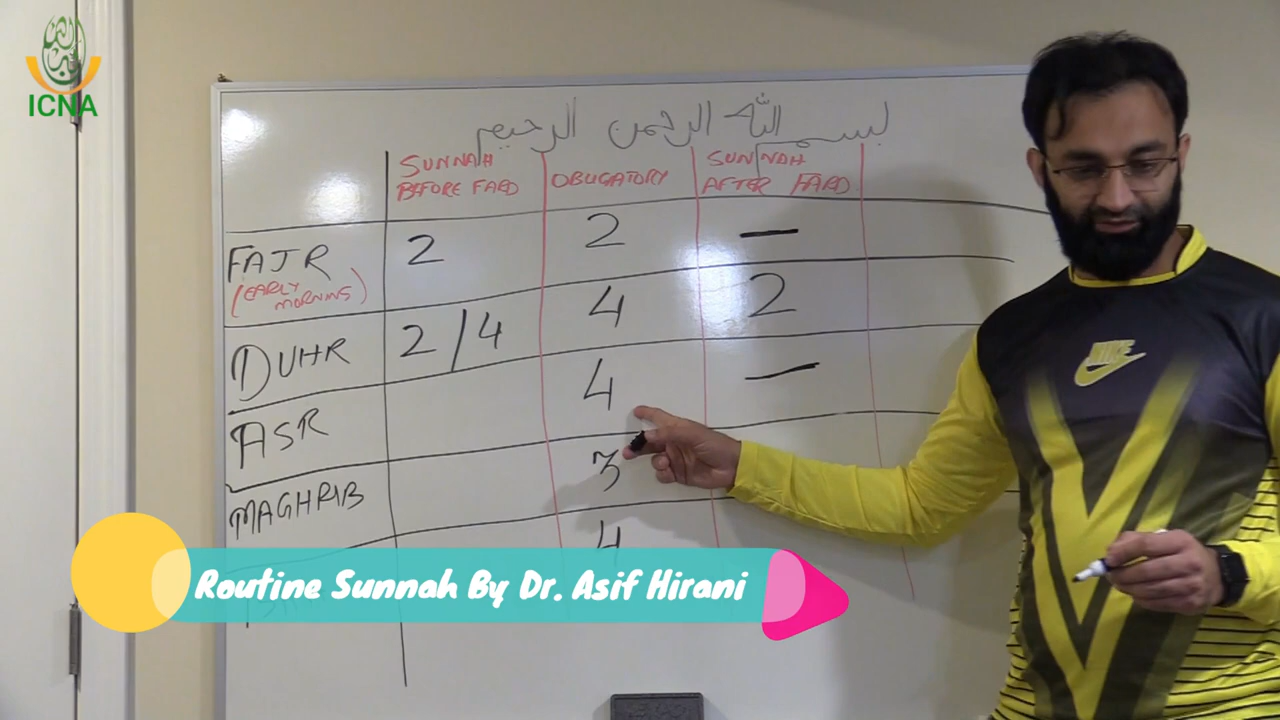 ICNA
بسم الله الرحمن الرحيم
SUNNAH BEFORE FARD
OBLIGATORY
SUNNAH AFTER FARD
FAJR (EARLY MORNING) 2 2 —
DUHR 2/4 4 2
ASR 4 —
MAGHRIB 3
4
Routine Sunnah By Dr. Asif Hirani
NIKE